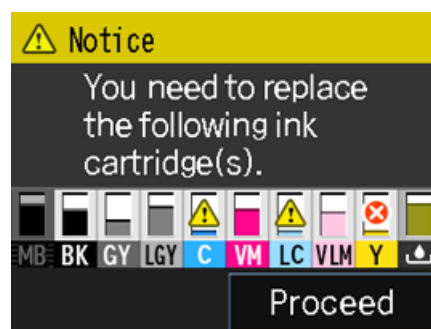 Notice
You need to replace
the following ink
cartridge(s).
MB BK GY LGY C VM LC VLM Y
Proceed